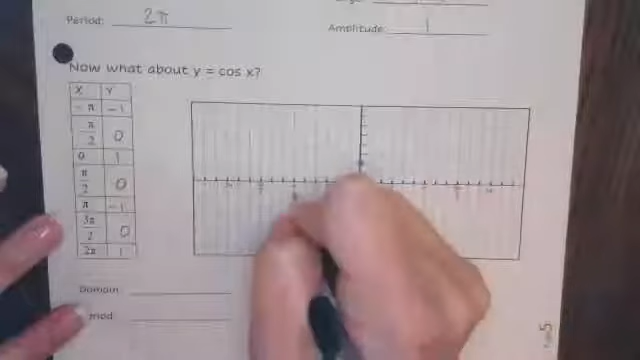 Period: 2π
Amplitude: 1
Now what about y = cos x?
X Y
-π -1
π/2 0
0 1
π/2 0
π -1
3π/2 0
2π 1
Domain:
5